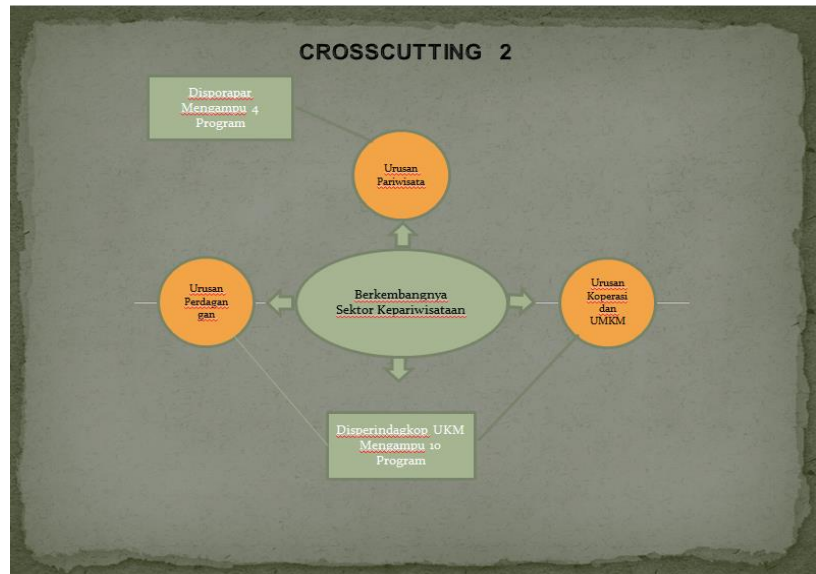 CROSSCUTTING 2
Disporapar
Mengampu 4
Program
Urusan
Pariwisata
Urusan
Perdagan
gan
Berkembangnya
Sektor Kepariwisataan
Urusan
Koperasi
dan
UMKM
Disperindagkop UKM
Mengampu 10
Program